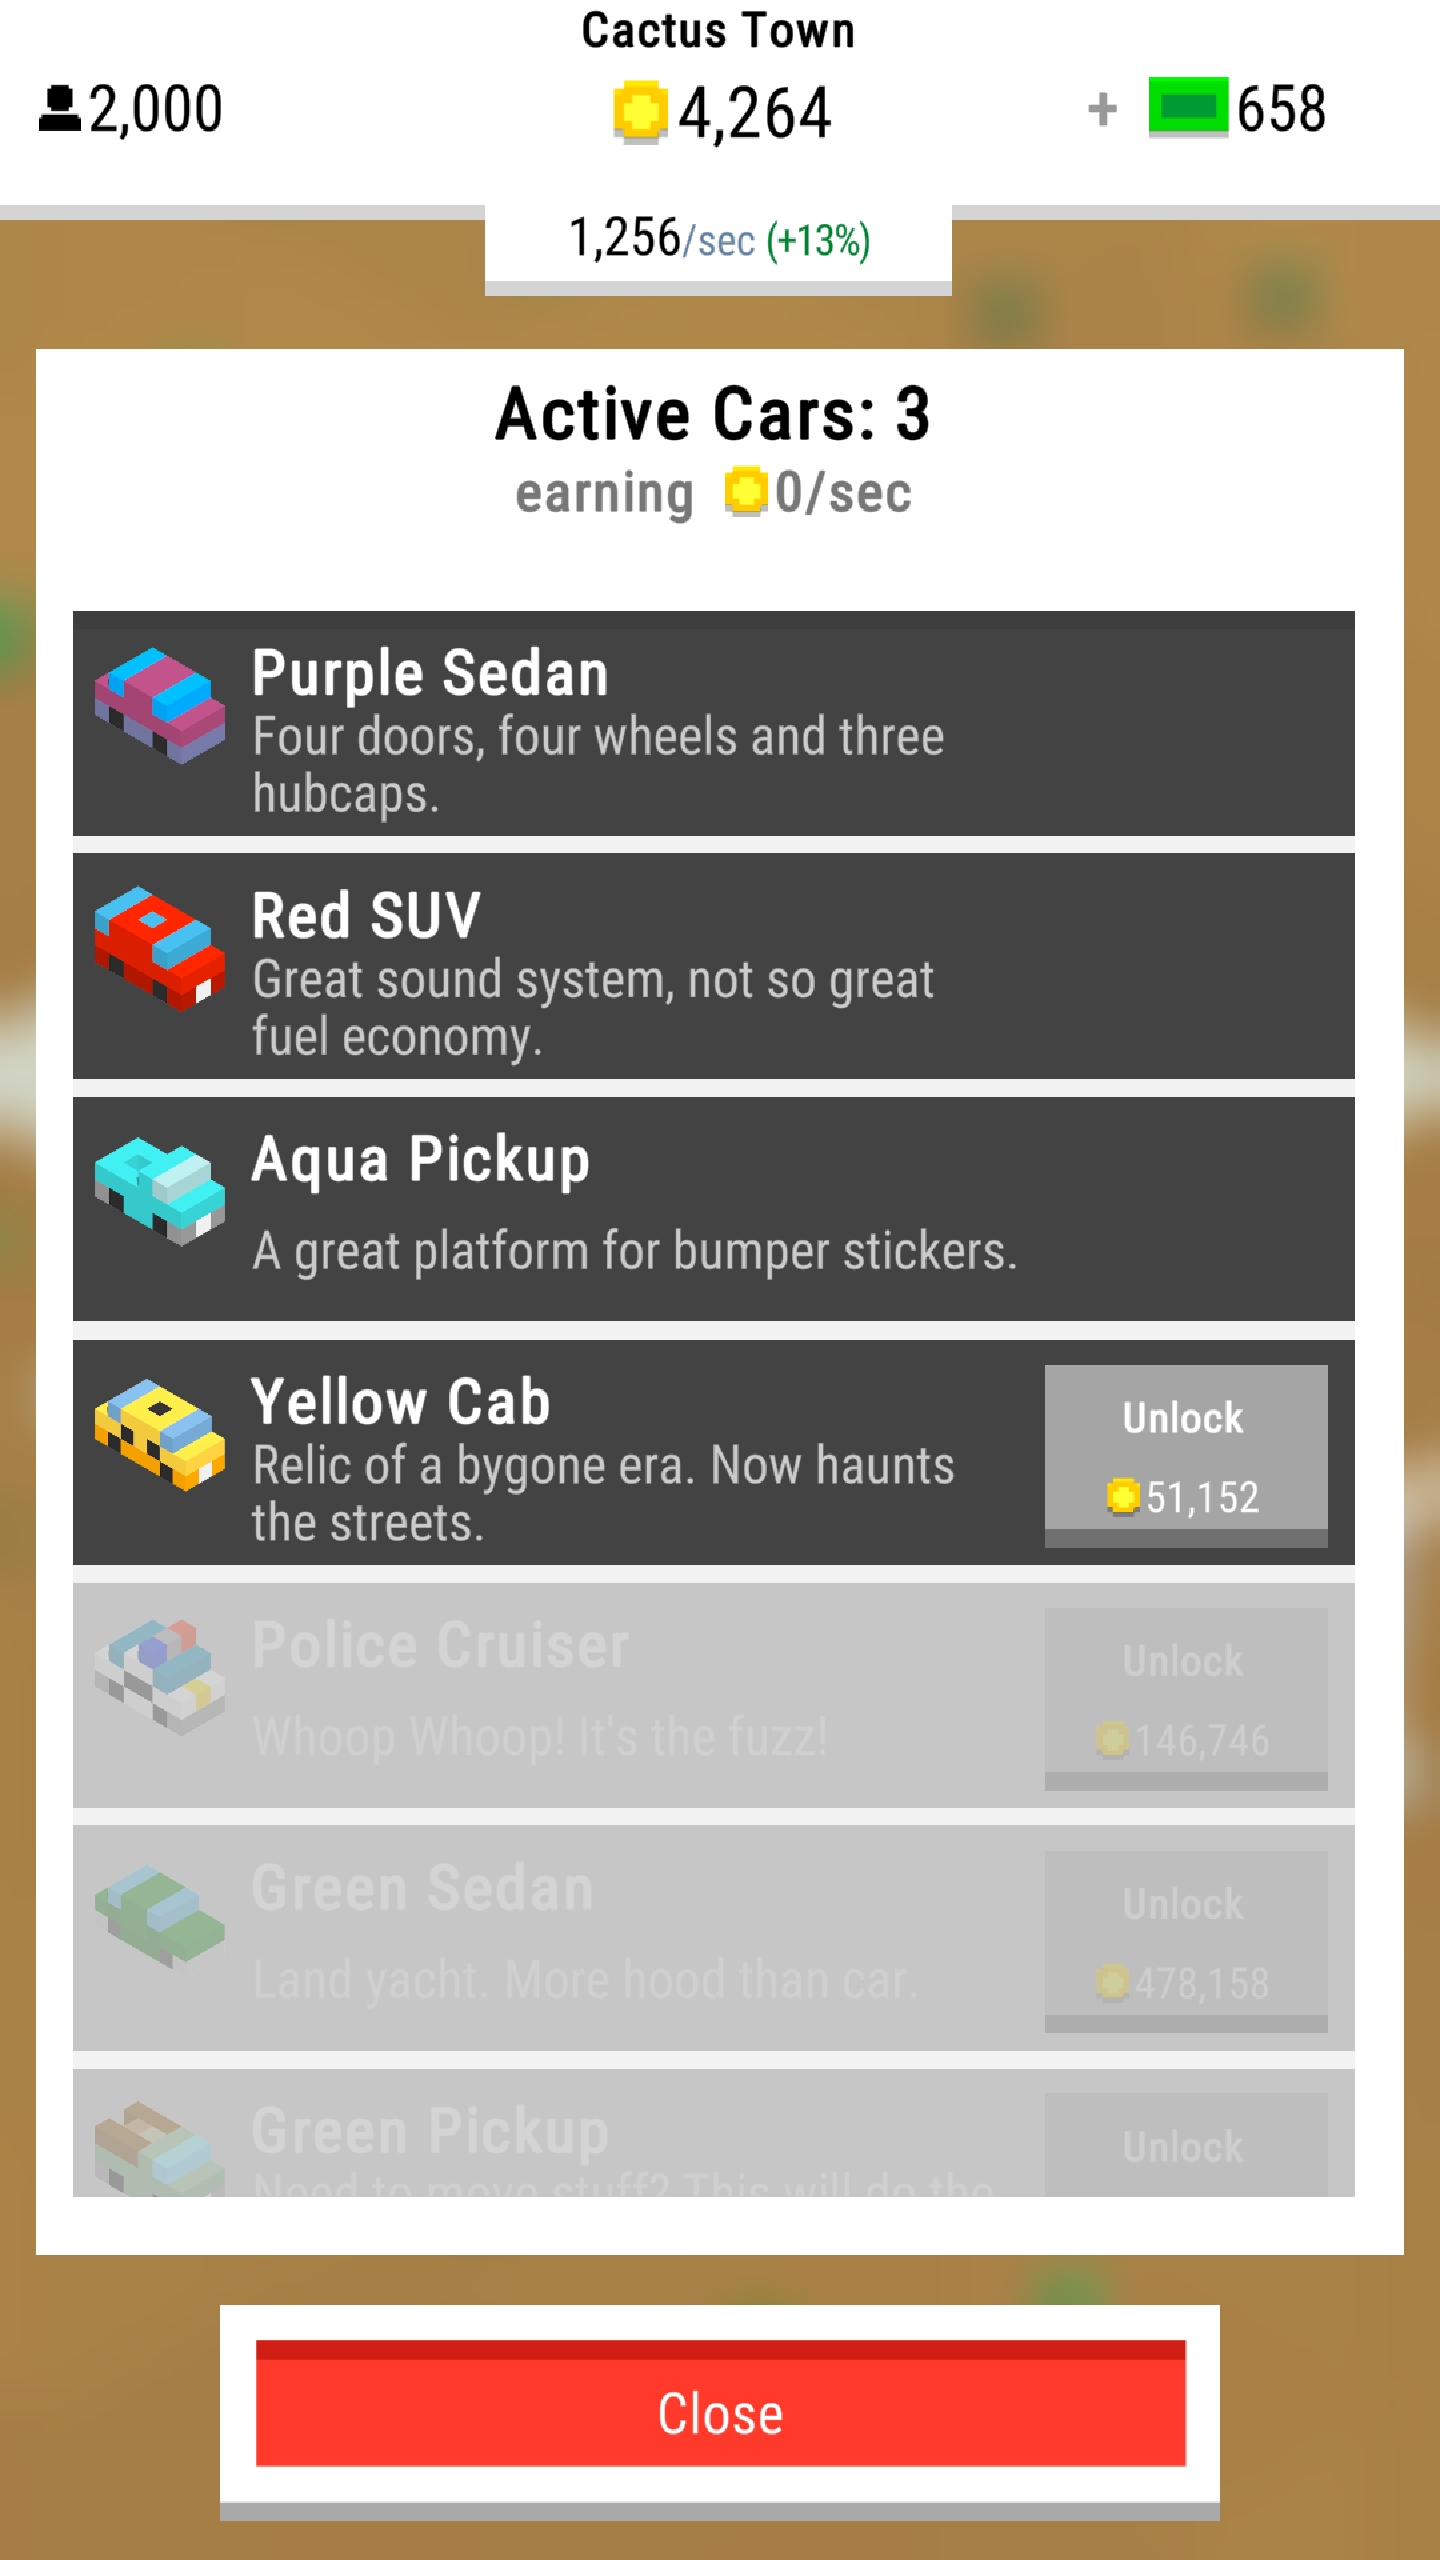 Cactus Town
2,000
4,264
+ 658
1,256/sec (+13%)
Active Cars: 3
earning 0/sec
Purple Sedan
Four doors, four wheels and three
hubcaps.
Red SUV
Great sound system, not so great
fuel economy.
Aqua Pickup
A great platform for bumper stickers.
Yellow Cab
Relic of a bygone era. Now haunts
the streets.
Unlock
51,152
Police Cruiser
Whoop Whoop! It's the fuzz!
Unlock
146,746
Green Sedan
Land yacht. More hood than car.
Unlock
478,158
Green Pickup
Need to move stuff? This will do the
Unlock
Close